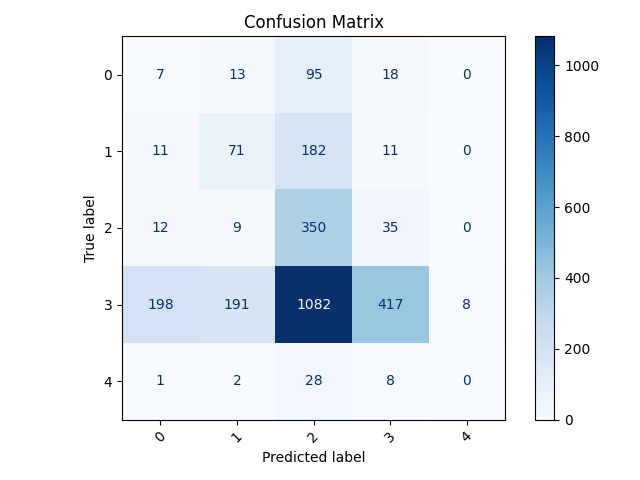 Confusion Matrix
True label
0 7 13 95 18 0
1 11 71 182 11 0
2 12 9 350 35 0
3 198 191 1082 417 8
4 1 2 28 8 0
0 1 2 3 4
Predicted label
1000
800
600
400
200
0